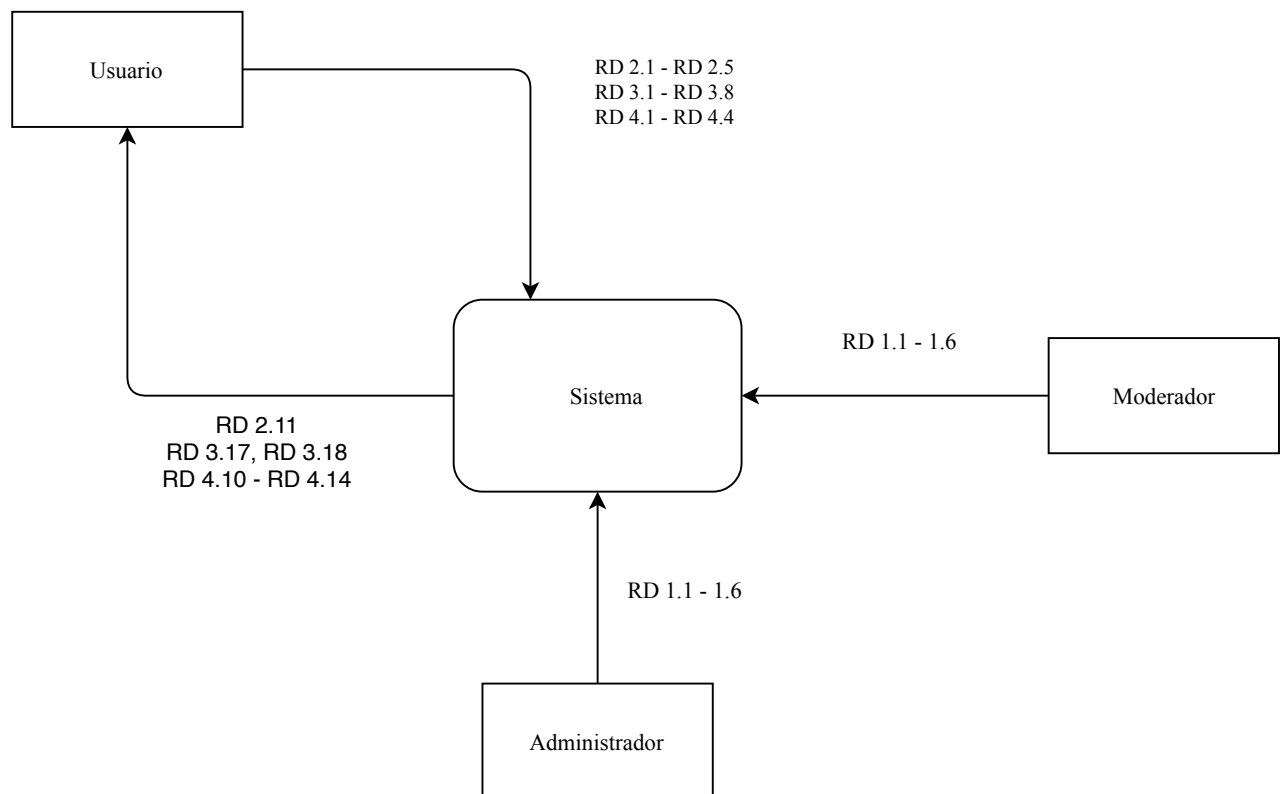 Usuario
RD 2.1 - RD 2.5
RD 3.1 - RD 3.8
RD 4.1 - RD 4.4
RD 1.1 - 1.6
Sistema
Moderador
RD 2.11
RD 3.17, RD 3.18
RD 4.10 - RD 4.14
RD 1.1 - 1.6
Administrador